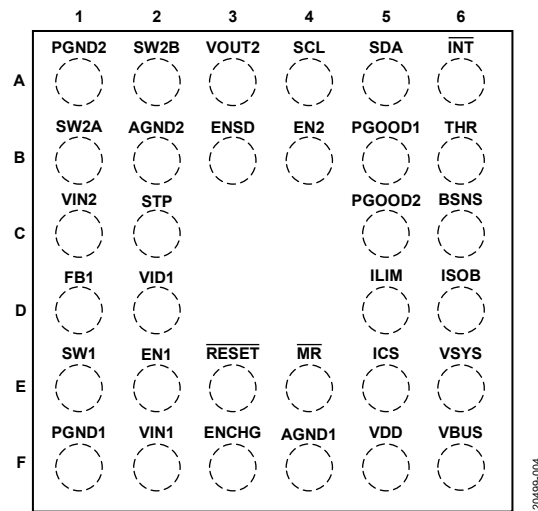 1 2 3 4 5 6
PGND2 SW2B VOUT2 SCL SDA INT
A
SW2A AGND2 ENSD EN2 PGOOD1 THR
B
VIN2 STP PGOOD2 BSNS
C
FB1 VID1 ILIM ISOB
D
SW1 EN1 RESET MR ICS VSYS
E
PGND1 VIN1 ENCHG AGND1 VDD VBUS
F
20499-004